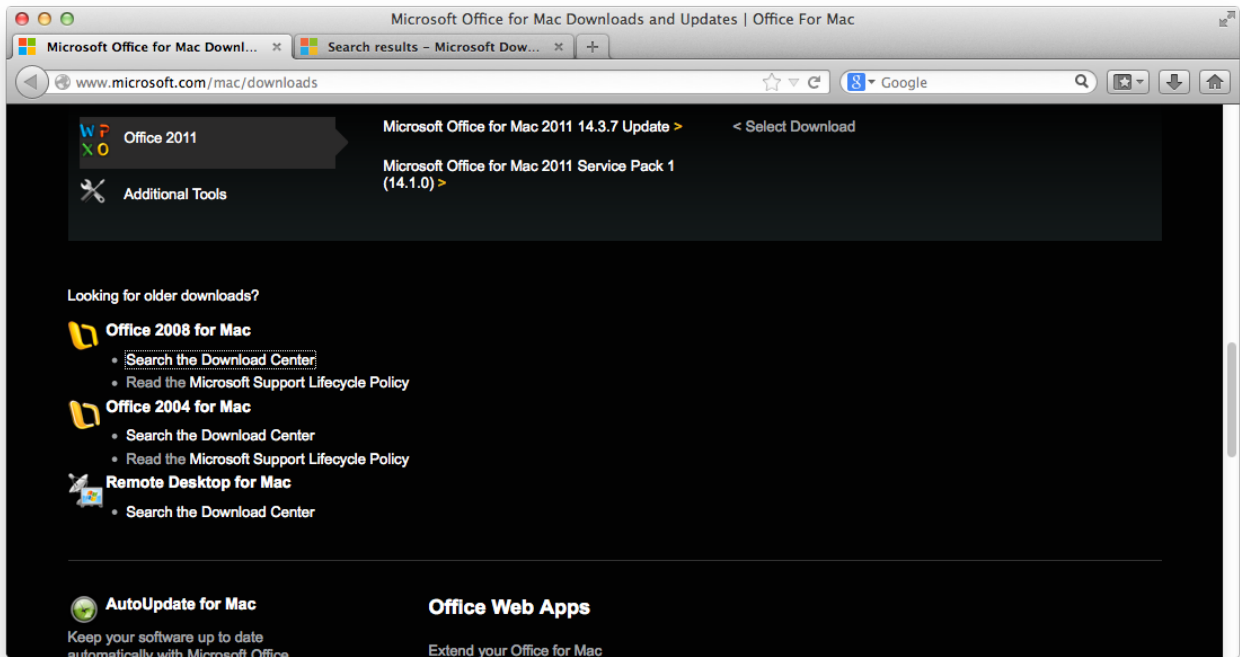 Microsoft Office for Mac Downloads and Updates | Office For Mac
Microsoft Office for Mac Downl...
Search results – Microsoft Dow...
www.microsoft.com/mac/downloads
Google
W P
X O
Office 2011
Microsoft Office for Mac 2011 14.3.7 Update >
< Select Download
Microsoft Office for Mac 2011 Service Pack 1
(14.1.0) >
Additional Tools
Looking for older downloads?
Office 2008 for Mac
• Search the Download Center
• Read the Microsoft Support Lifecycle Policy
Office 2004 for Mac
• Search the Download Center
• Read the Microsoft Support Lifecycle Policy
Remote Desktop for Mac
• Search the Download Center
AutoUpdate for Mac
Office Web Apps
Keep your software up to date
automatically with Microsoft Office
Extend your Office for Mac